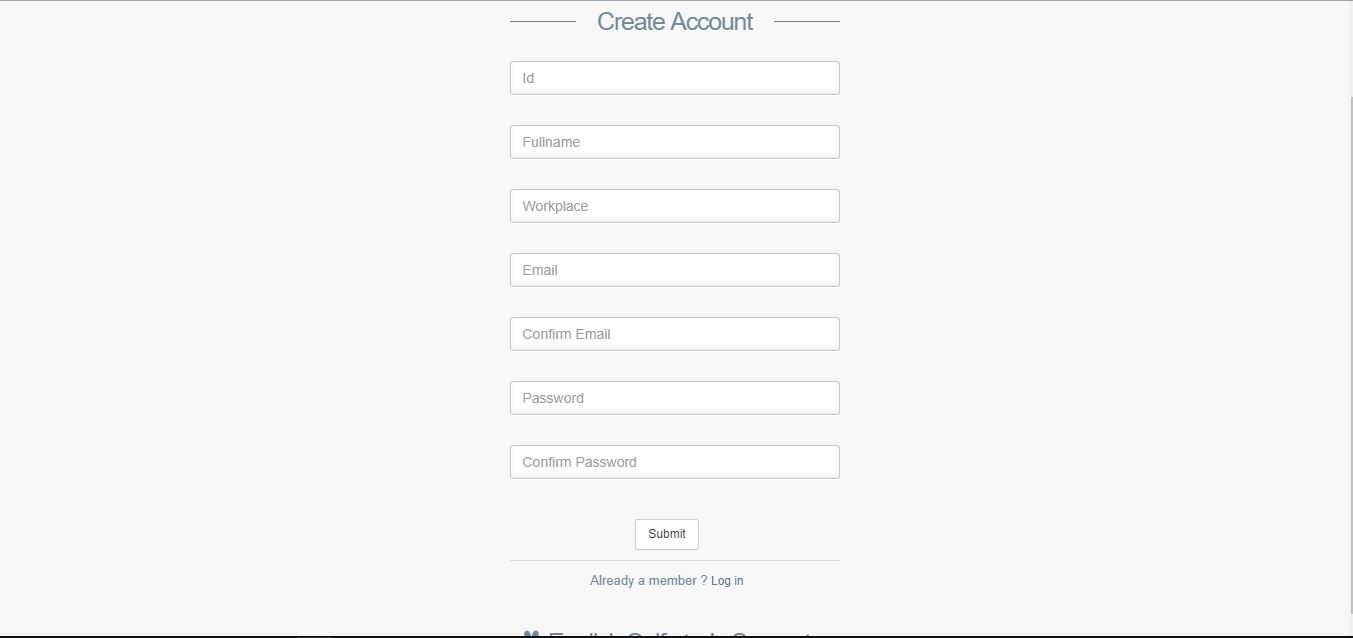 Create Account
Id
Fullname
Workplace
Email
Confirm Email
Password
Confirm Password
Submit
Already a member ? Log in